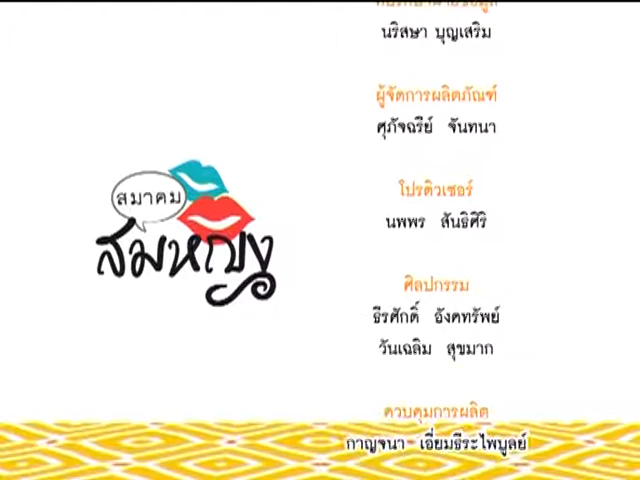 นริสษา บุญเสริม
ผู้จัดการผลิตภัณฑ์
ศุภัจฉรีย์ จันทนา
สมาคม
สมหญิง
โปรดิวเซอร์
นพพร สันธิศิริ
ศิลปกรรม
ธีรศักดิ์ อังคทรัพย์
วันเฉลิม สุขมาก
ควบคุมการผลิต
กาญจนา เอี่ยมธีระไพบูลย์